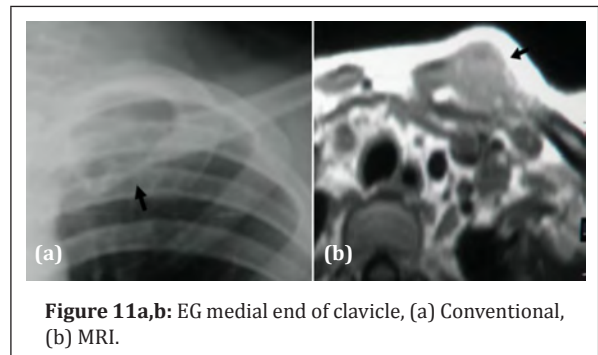 (a)
(b)
Figure 11a,b: EG medial end of clavicle, (a) Conventional,
(b) MRI.